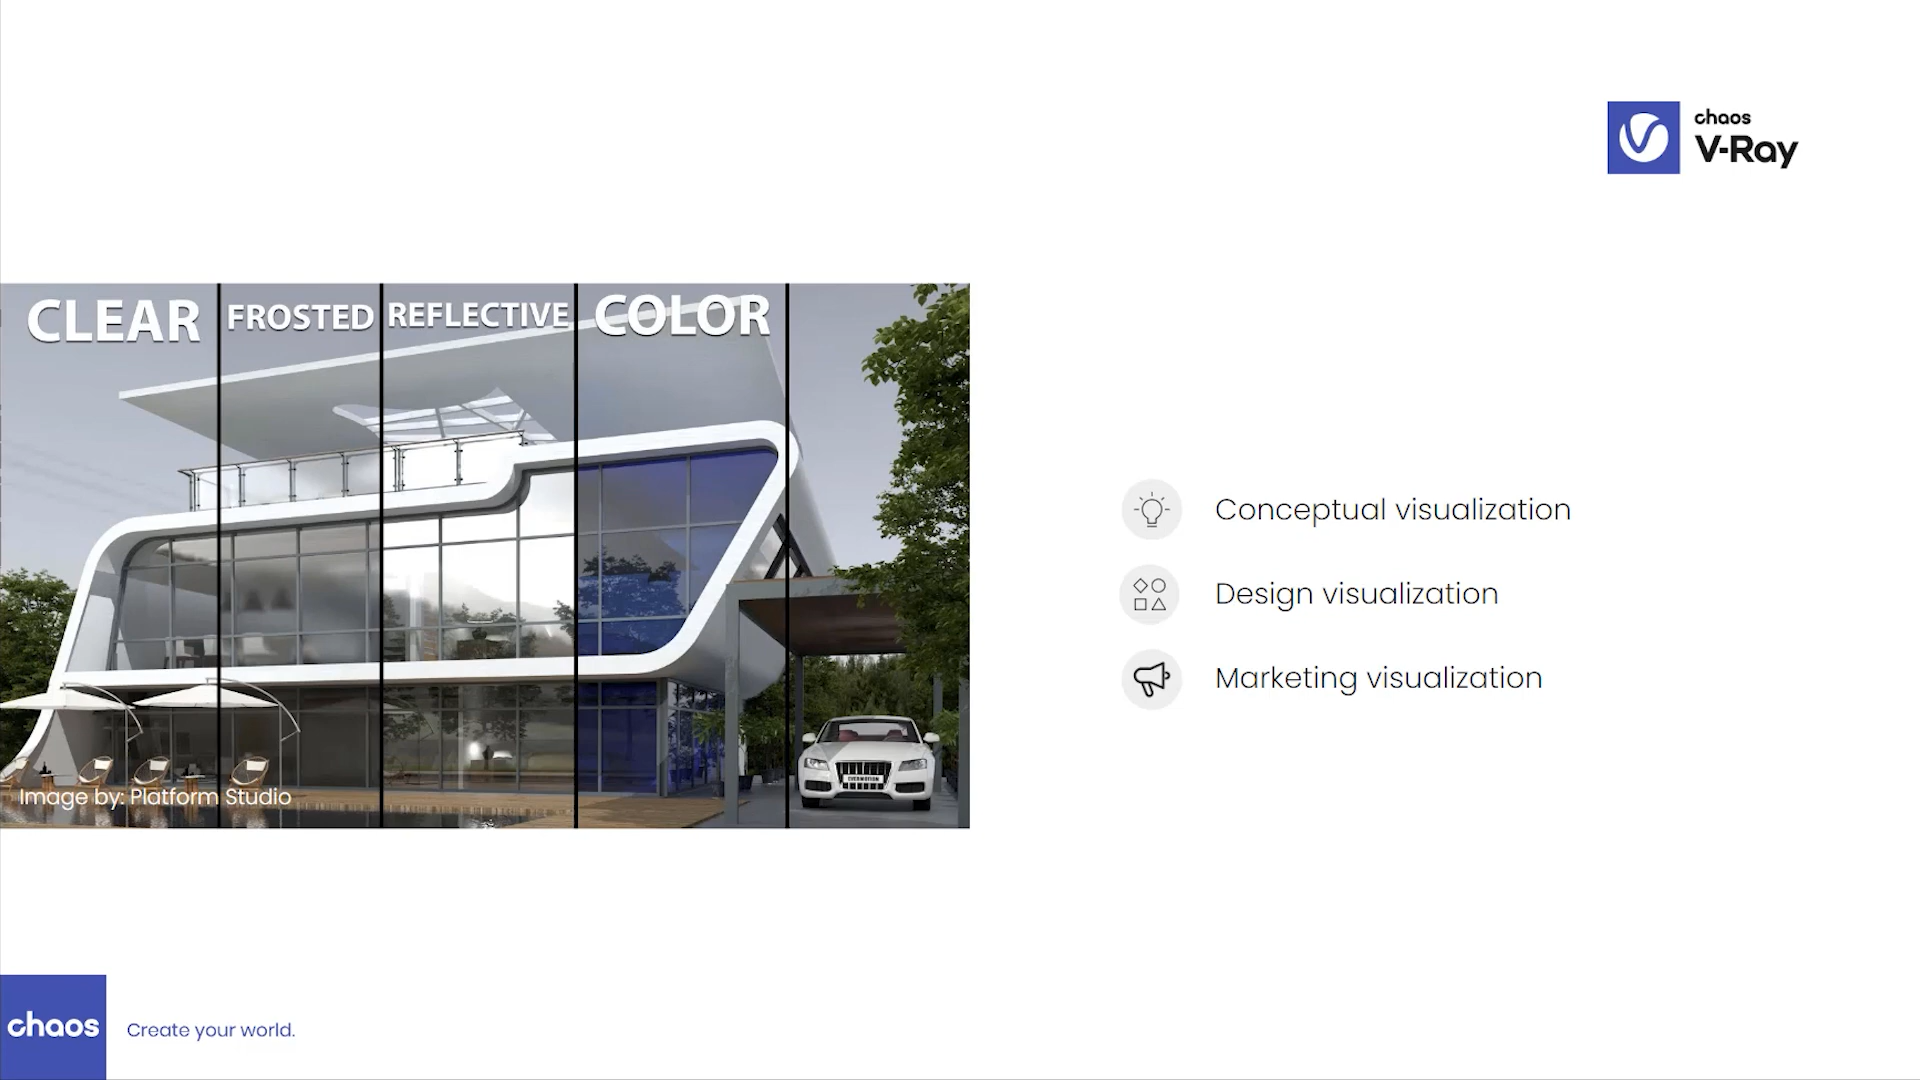 chaos
V-Ray
CLEAR FROSTED REFLECTIVE COLOR
Conceptual visualization
Design visualization
Marketing visualization
EVERMOTION
Image by: Platform Studio
chaos
Create your world.